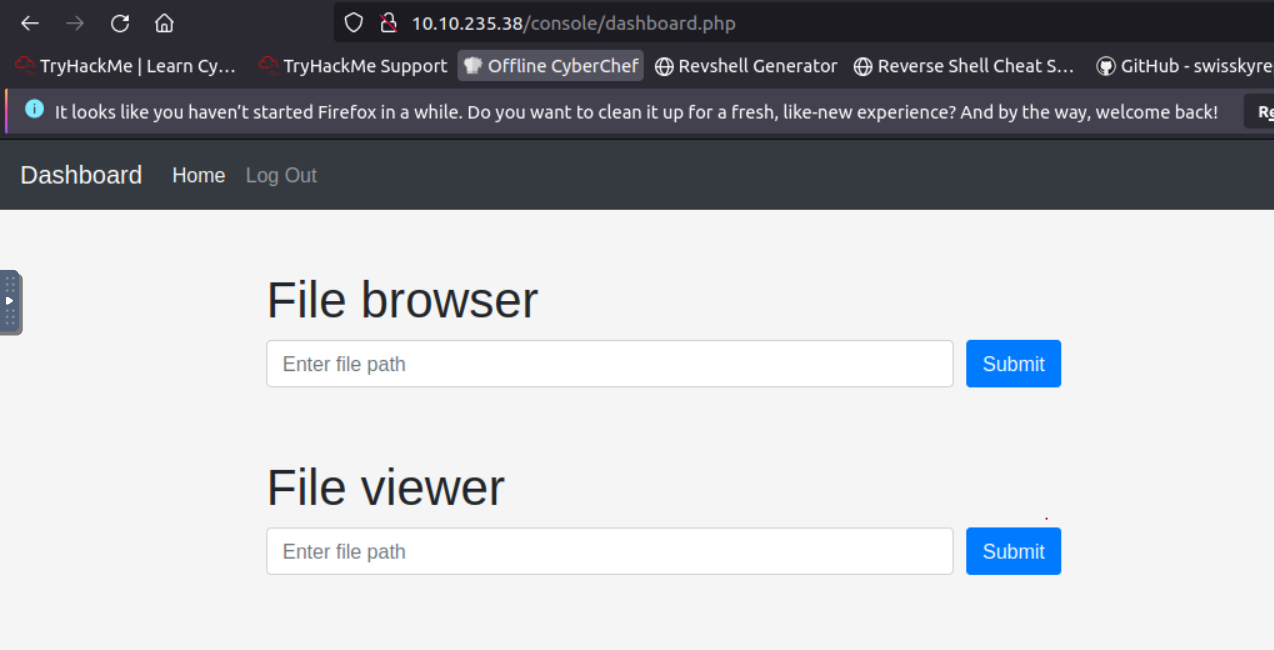 10.10.235.38/console/dashboard.php
TryHackMe | Learn Cy… TryHackMe Support Offline CyberChef Revshell Generator Reverse Shell Cheat S… GitHub - swisskyre
It looks like you haven’t started Firefox in a while. Do you want to clean it up for a fresh, like-new experience? And by the way, welcome back! Re
Dashboard Home Log Out
File browser
Enter file path Submit
File viewer
Enter file path Submit